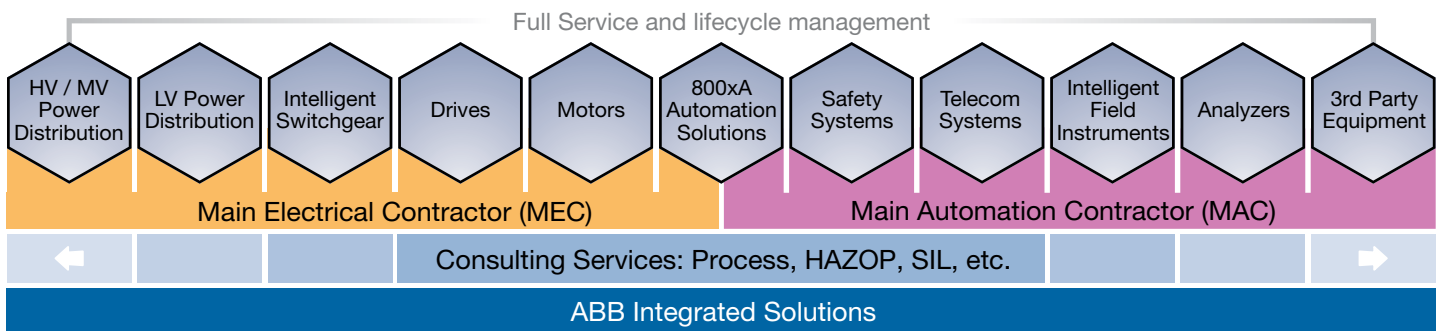 Full Service and lifecycle management
HV / MV
Power
Distribution
LV Power
Distribution
Intelligent
Switchgear
Drives
Motors
800xA
Automation
Solutions
Safety
Systems
Telecom
Systems
Intelligent
Field
Instruments
Analyzers
3rd Party
Equipment
Main Electrical Contractor (MEC)
Main Automation Contractor (MAC)
Consulting Services: Process, HAZOP, SIL, etc.
ABB Integrated Solutions